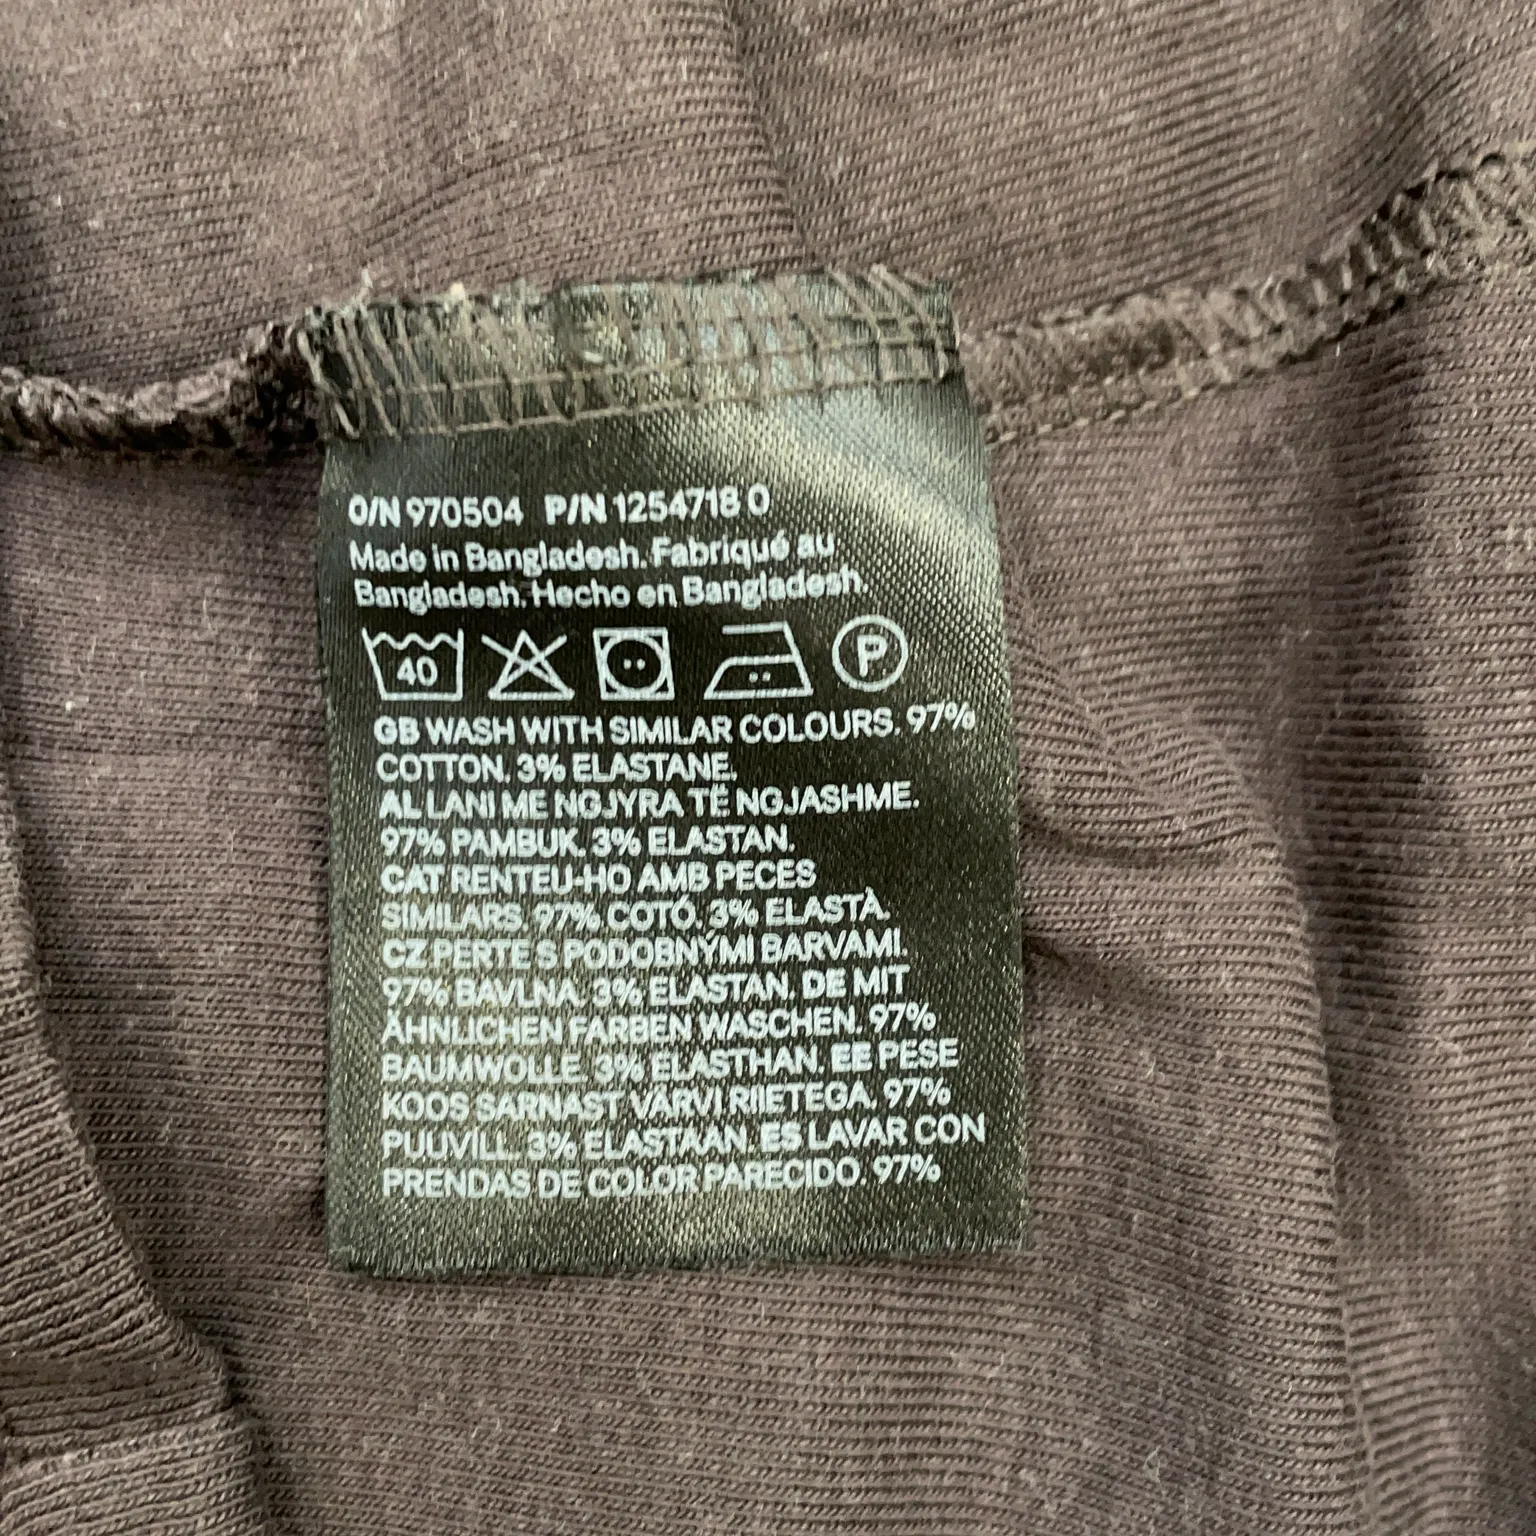 O/N 970504 P/N 1254718 0
Made in Bangladesh. Fabriqué au
Bangladesh. Hecho en Bangladesh.
40 P
GB WASH WITH SIMILAR COLOURS. 97%
COTTON. 3% ELASTANE.
AL LANI ME NGJYRA TË NGJASHME.
97% PAMBUK. 3% ELASTAN.
CAT RENTEU-HO AMB PECES
SIMILARS. 97% COTÓ. 3% ELASTÀ.
CZ PERTE S PODOBNÝMI BARVAMI.
97% BAVLNA. 3% ELASTAN. DE MIT
ÄHNLICHEN FARBEN WASCHEN. 97%
BAUMWOLLE. 3% ELASTHAN. EE PESE
KOOS SARNAST VÄRVI RIIETEGA. 97%
PUUVILL. 3% ELASTAAN. ES LAVAR CON
PRENDAS DE COLOR PARECIDO. 97%